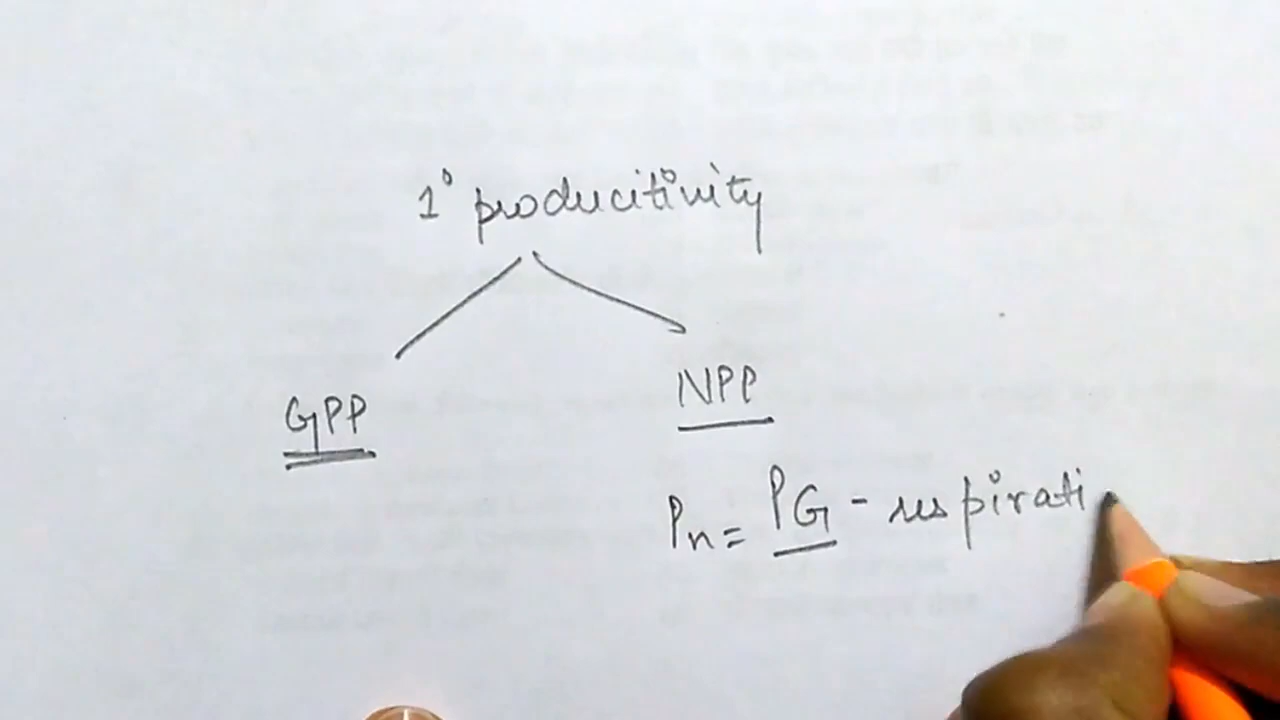 1° producitivity
GPP
NPP
Pn = PG - respirati